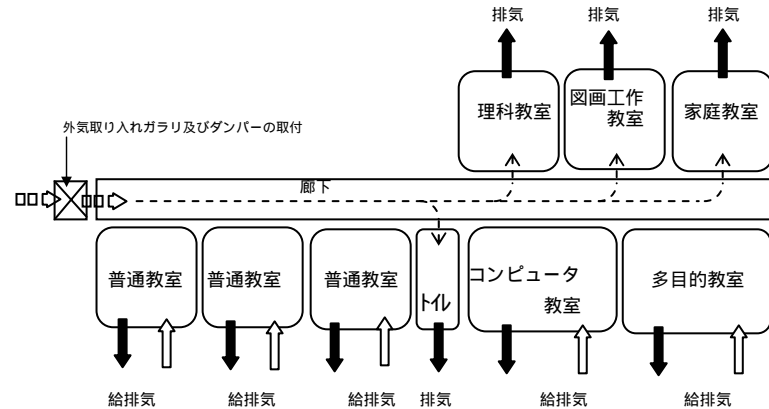 排気
排気
排気
理科教室
図画工作
教室
家庭教室
外気取り入れガラリ及びダンパーの取付
廊下
普通教室
普通教室
普通教室
トイレ
コンピュータ
教室
多目的教室
給排気
給排気
給排気
排気
給排気
給排気